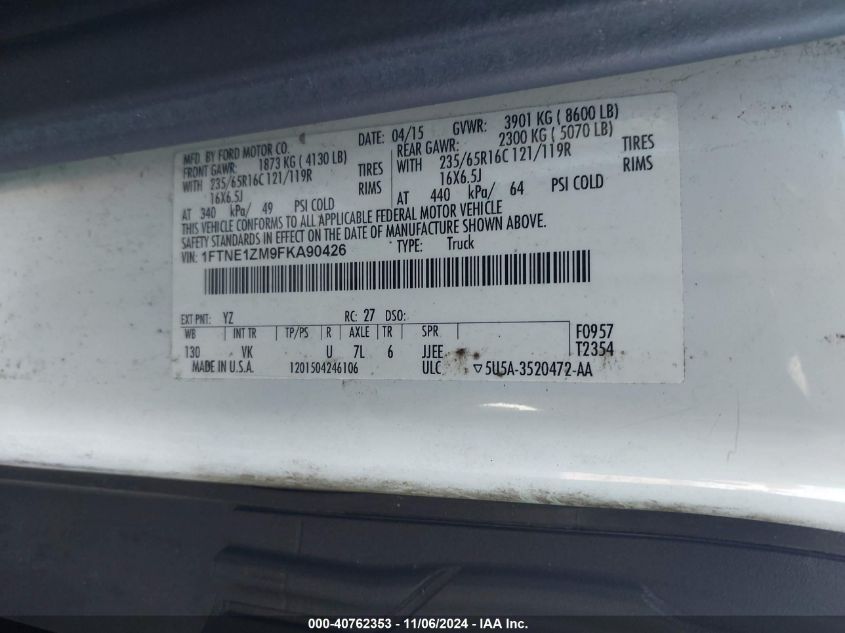 MFD. BY FORD MOTOR CO. DATE: 04/15 GVWR: 3901 KG ( 8600 LB)
FRONT GAWR: 1873 KG ( 4130 LB) REAR GAWR: 2300 KG ( 5070 LB)
WITH 235/65R16C 121/119R TIRES WITH 235/65R16C 121/119R TIRES
16X6.5J RIMS 16X6.5J RIMS
AT 340 kPa/ 49 PSI COLD AT 440 kPa/ 64 PSI COLD
THIS VEHICLE CONFORMS TO ALL APPLICABLE FEDERAL MOTOR VEHICLE
SAFETY STANDARDS IN EFFECT ON THE DATE OF MANUFACTURE SHOWN ABOVE.
VIN: 1FTNE1ZM9FKA90426 TYPE: Truck
EXT PNT: YZ RC: 27 DSO:
WB INT TR TP/PS R AXLE TR SPR F0957
130 VK U 7L 6 JJEE T2354
MADE IN U.S.A. 1201504246106 ULC ▽5U5A-3520472-AA
000-40762353 - 11/06/2024 - IAA Inc.